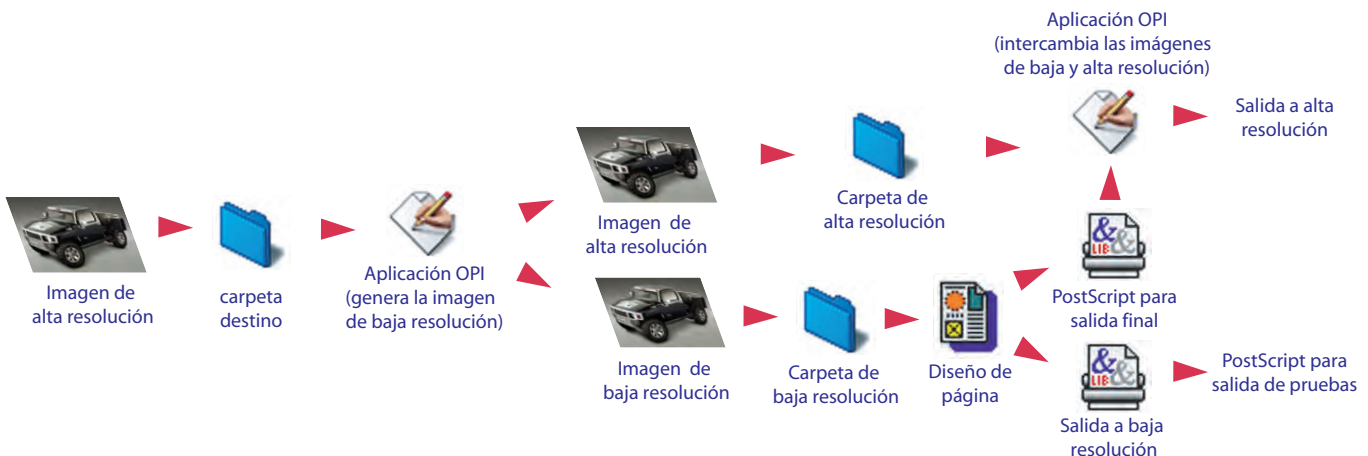 Imagen de
alta resolución
carpeta
destino
Aplicación OPI
(genera la imagen
de baja resolución)
Imagen de
alta resolución
Carpeta de
alta resolución
Aplicación OPI
(intercambia las imágenes
de baja y alta resolución)
Salida a alta
resolución
Imagen de
baja resolución
Carpeta de
baja resolución
Diseño de
página
&&
LIB
PostScript para
salida final
&&
LIB
Salida a baja
resolución
PostScript para
salida de pruebas